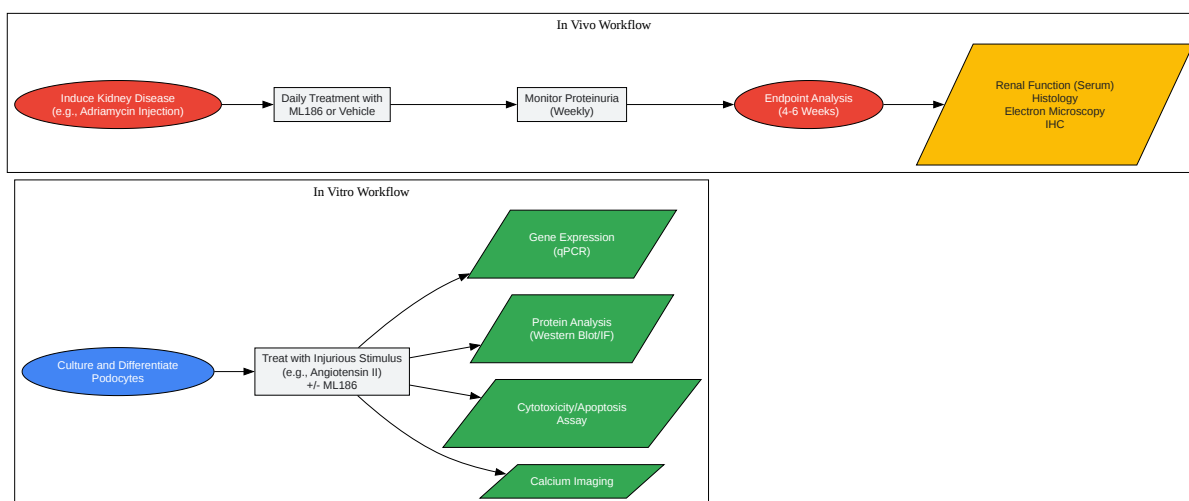 In Vivo Workflow
Induce Kidney Disease
(e.g., Adriamycin Injection)
Daily Treatment with
ML186 or Vehicle
Monitor Proteinuria
(Weekly)
Endpoint Analysis
(4-6 Weeks)
Renal Function (Serum)
Histology
Electron Microscopy
IHC
In Vitro Workflow
Culture and Differentiate
Podocytes
Treat with Injurious Stimulus
(e.g., Angiotensin II)
+/- ML186
Gene Expression
(qPCR)
Protein Analysis
(Western Blot/IF)
Cytotoxicity/Apoptosis
Assay
Calcium Imaging